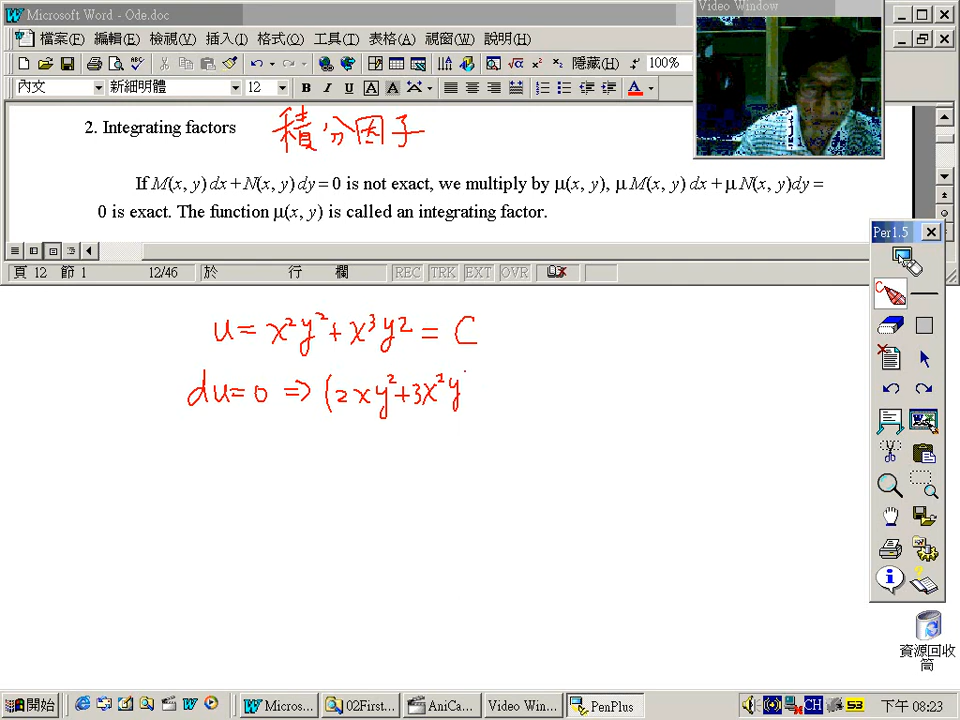 Microsoft Word - Ode.doc
Video Window
檔案(F) 編輯(E) 檢視(V) 插入(I) 格式(O) 工具(T) 表格(A) 視窗(W) 說明(H)
隱藏(H) 100%
內文 新細明體 12 B I U A A A
2. Integrating factors 積分因子
If M(x, y) dx + N(x, y) dy = 0 is not exact, we multiply by μ(x, y), μ M(x, y) dx + μ N(x, y)dy =
0 is exact. The function μ(x, y) is called an integrating factor.
頁 12 節 1 12/46 於 行 欄 REC TRK EXT OVR
Per1.5
u = x²y² + x³y2 = C
du = 0 => (2xy² + 3x²y
資源回收
筒
開始 Micros... 02First... AniCa... Video Win... PenPlus CH 53 下午 08:23